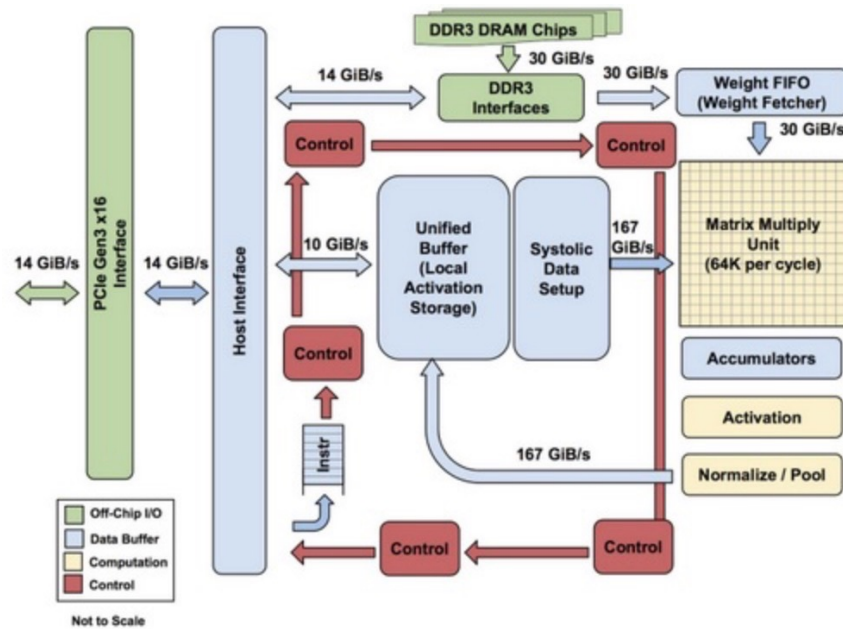 DDR3 DRAM Chips
30 GiB/s
14 GiB/s
DDR3
Interfaces
30 GiB/s
Weight FIFO
(Weight Fetcher)
30 GiB/s
Control
Control
PCIe Gen3 x16
Interface
Host Interface
14 GiB/s
14 GiB/s
10 GiB/s
Unified
Buffer
(Local
Activation
Storage)
Systolic
Data
Setup
167
GiB/s
Matrix Multiply
Unit
(64K per cycle)
Control
Accumulators
Activation
Instr
167 GiB/s
Normalize / Pool
Off-Chip I/O
Data Buffer
Computation
Control
Control
Control
Not to Scale